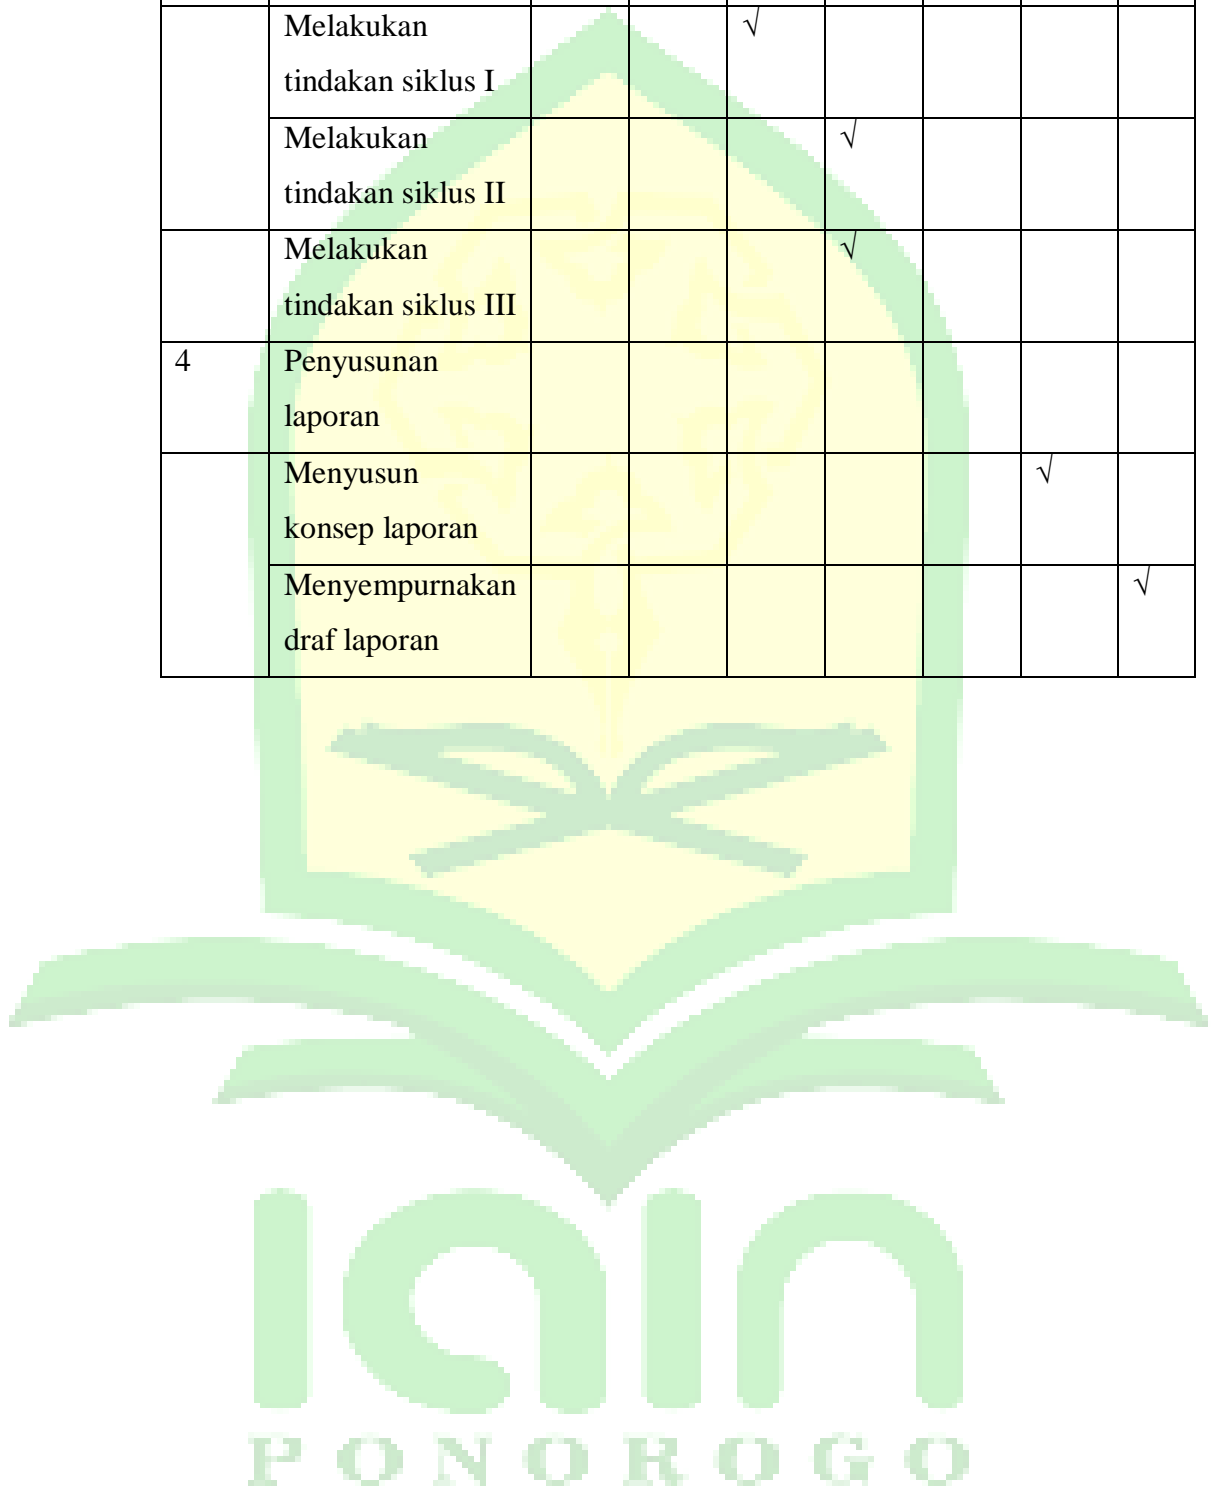 Melakukan √
tindakan siklus I
Melakukan √
tindakan siklus II
Melakukan √
tindakan siklus III
4 Penyusunan
laporan
Menyusun √
konsep laporan
Menyempurnakan √
draf laporan
iain
PONOROGO